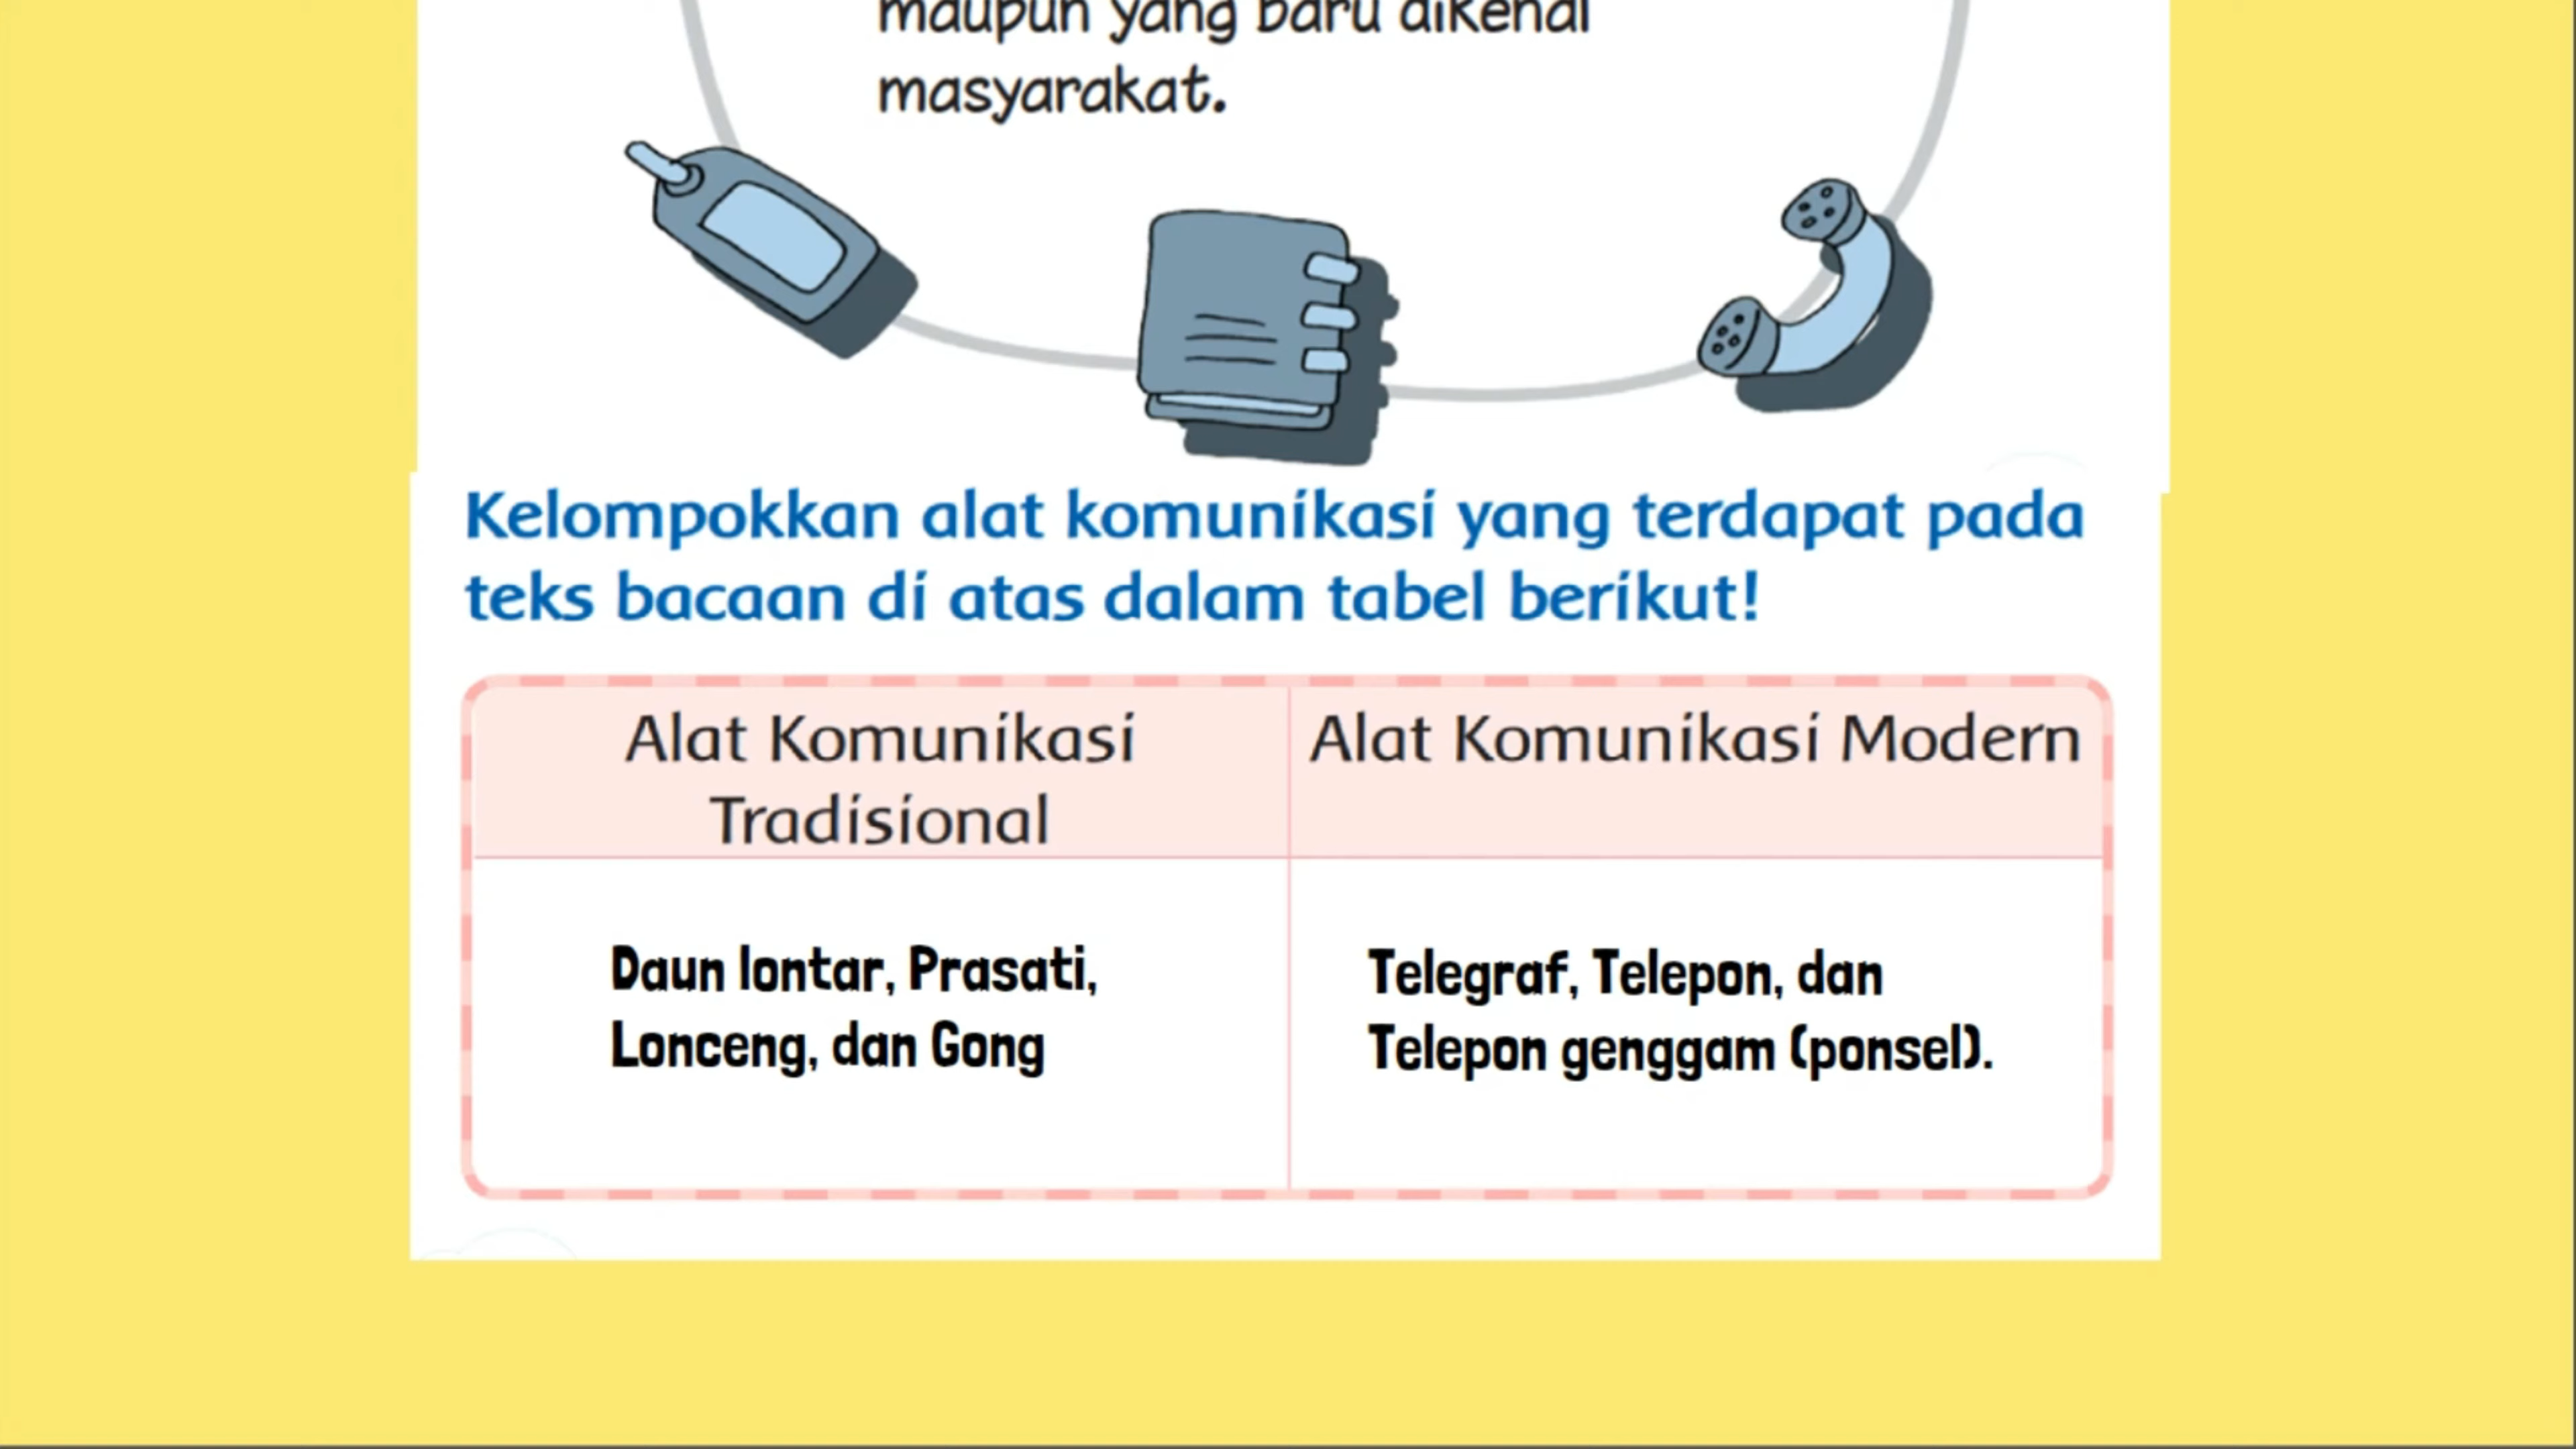 maupun yang baru dikenal
masyarakat.
Kelompokkan alat komunikasi yang terdapat pada
teks bacaan di atas dalam tabel berikut!
Alat Komunikasi
Tradisional
Alat Komunikasi Modern
Daun lontar, Prasati,
Lonceng, dan Gong
Telegraf, Telepon, dan
Telepon genggam (ponsel).